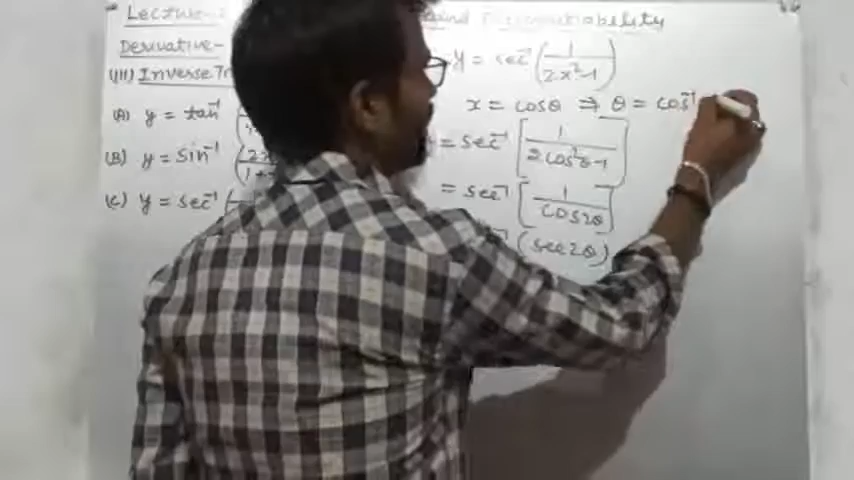 Lecture-
Differentiability
Derivative-
(III) Inverse
(A) y = tan⁻¹
(B) y = sin⁻¹ (2x
(C) y = sec⁻¹ (
y = sec⁻¹ (1/(2x²-1))
x = cosθ ⇒ θ = cos⁻¹
= sec⁻¹ [1/(2cos²θ-1)]
= sec⁻¹ [1/cos2θ]
(sec2θ)